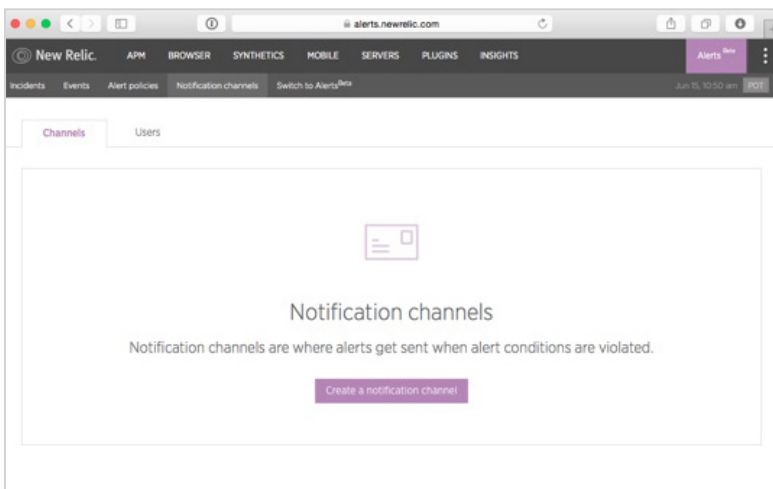 alerts.newrelic.com
New Relic. APM BROWSER SYNTHETICS MOBILE SERVERS PLUGINS INSIGHTS Alerts Beta
Incidents Events Alert policies Notification channels Switch to Alerts Beta Jun 15, 10:50 am PDT
Channels Users
Notification channels
Notification channels are where alerts get sent when alert conditions are violated.
Create a notification channel